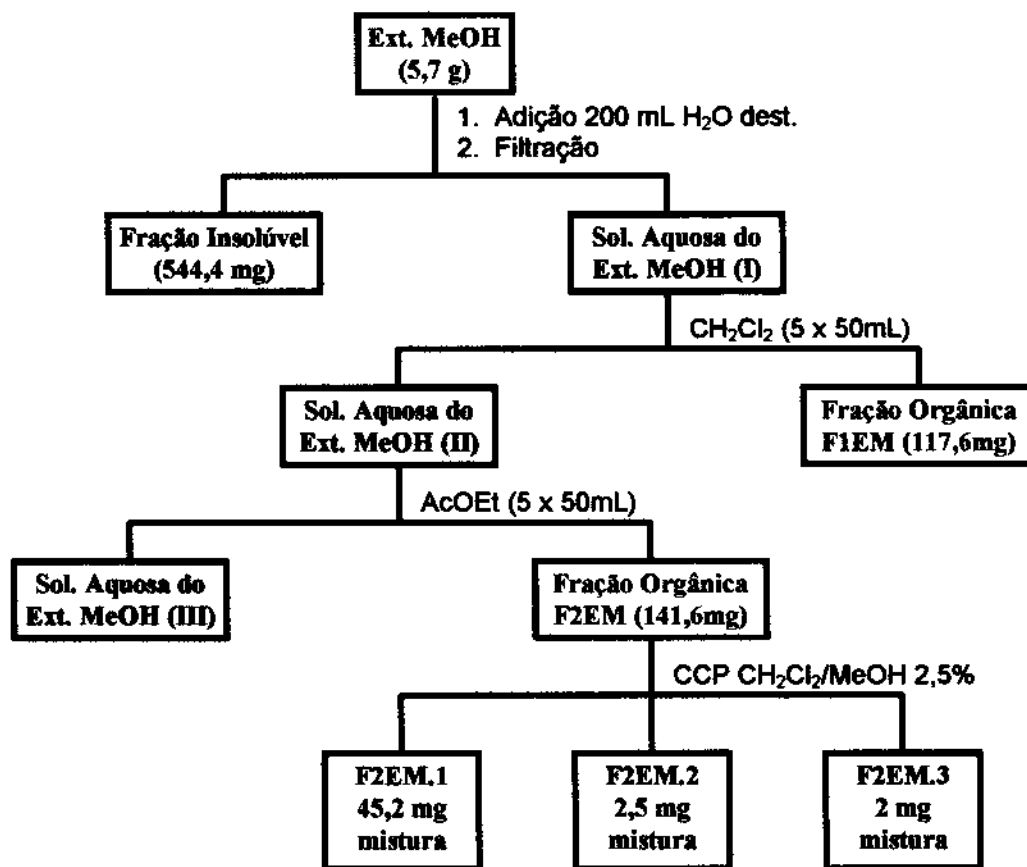 Ext. MeOH
(5,7 g)
1. Adição 200 mL H₂O dest.
2. Filtração
Fração Insolúvel
(544,4 mg)
Sol. Aquosa do
Ext. MeOH (I)
CH₂Cl₂ (5 x 50mL)
Sol. Aquosa do
Ext. MeOH (II)
Fração Orgânica
F1EM (117,6mg)
AcOEt (5 x 50mL)
Sol. Aquosa do
Ext. MeOH (III)
Fração Orgânica
F2EM (141,6mg)
CCP CH₂Cl₂/MeOH 2,5%
F2EM.1
45,2 mg
mistura
F2EM.2
2,5 mg
mistura
F2EM.3
2 mg
mistura